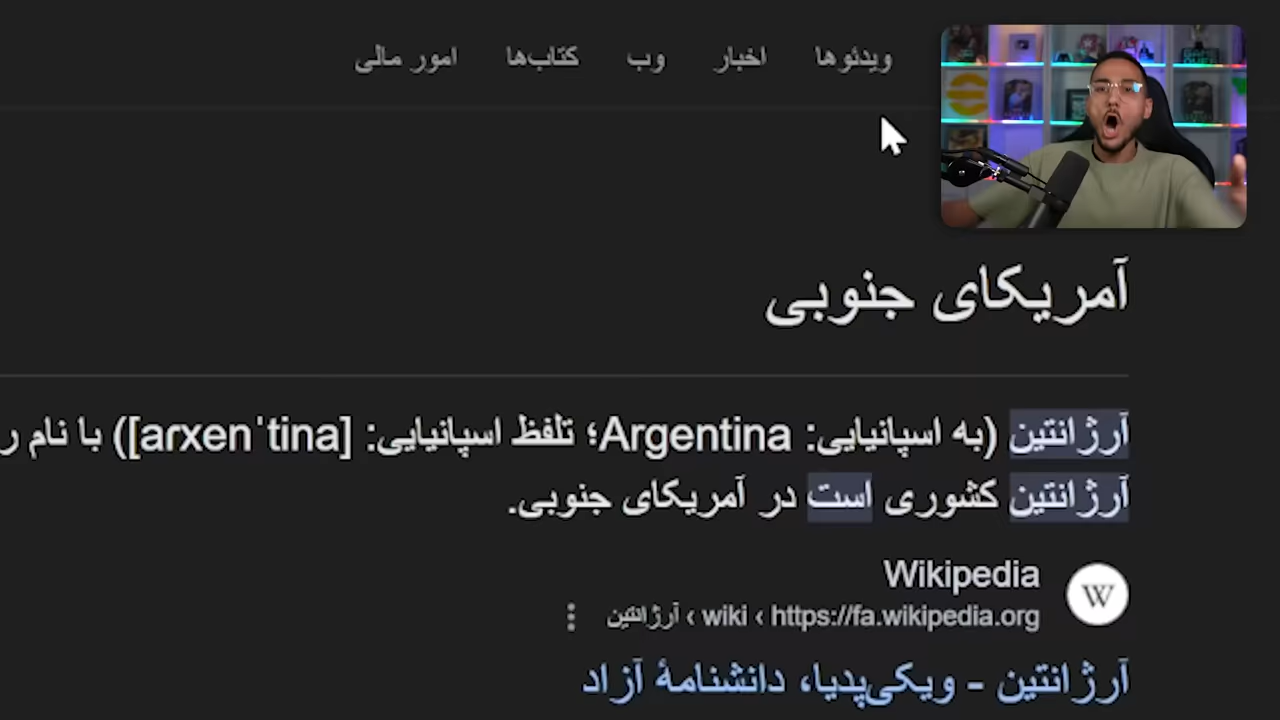 ویدئوها اخبار وب کتاب‌ها امور مالی
آمریکای جنوبی
آرژانتین (به اسپانیایی: Argentina؛ تلفظ اسپانیایی: [aɾxenˈtina]) با نام ر
آرژانتین کشوری است در آمریکای جنوبی.
Wikipedia
https://fa.wikipedia.org › wiki › آرژانتین
آرژانتین - ویکی‌پدیا، دانشنامهٔ آزاد